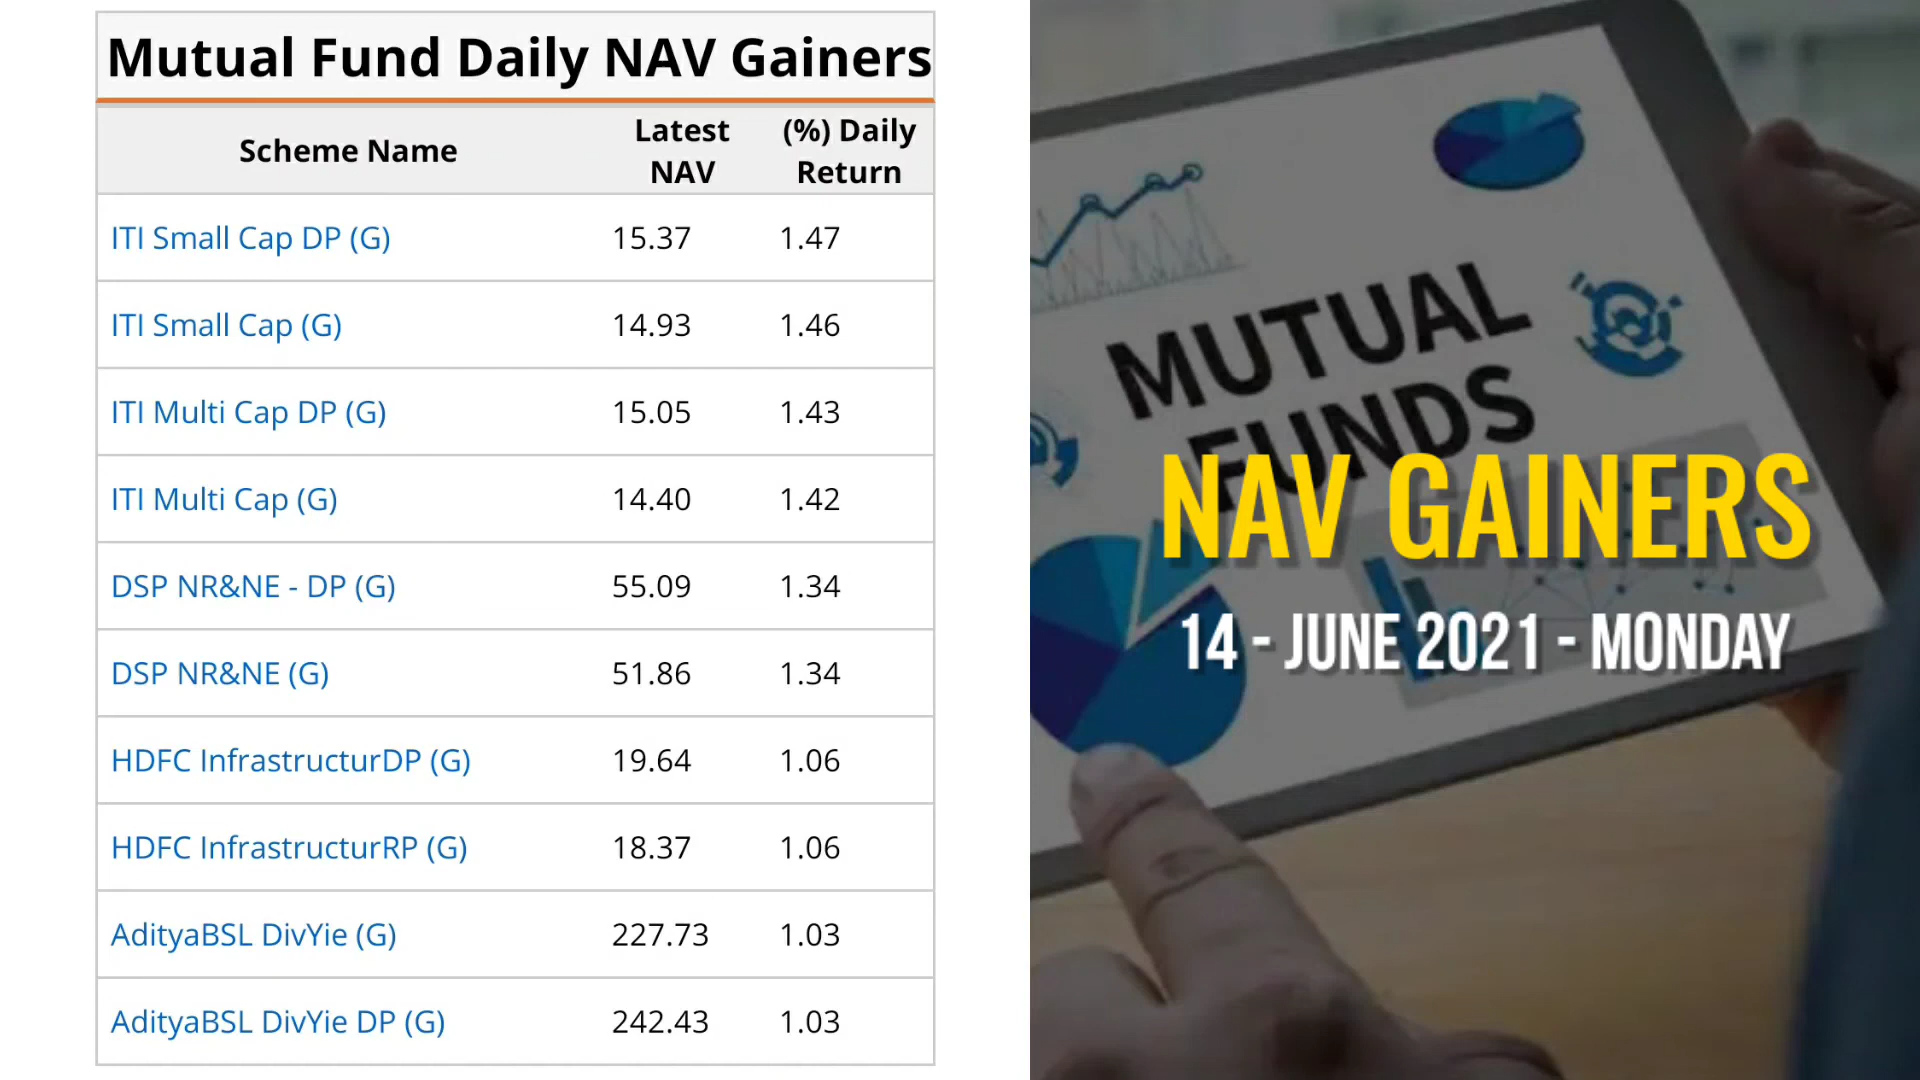 Mutual Fund Daily NAV Gainers
Scheme Name Latest NAV (%) Daily Return
ITI Small Cap DP (G) 15.37 1.47
ITI Small Cap (G) 14.93 1.46
ITI Multi Cap DP (G) 15.05 1.43
ITI Multi Cap (G) 14.40 1.42
DSP NR&NE - DP (G) 55.09 1.34
DSP NR&NE (G) 51.86 1.34
HDFC InfrastructurDP (G) 19.64 1.06
HDFC InfrastructurRP (G) 18.37 1.06
AdityaBSL DivYie (G) 227.73 1.03
AdityaBSL DivYie DP (G) 242.43 1.03
MUTUAL
FUNDS
NAV GAINERS
14 - JUNE 2021 - MONDAY